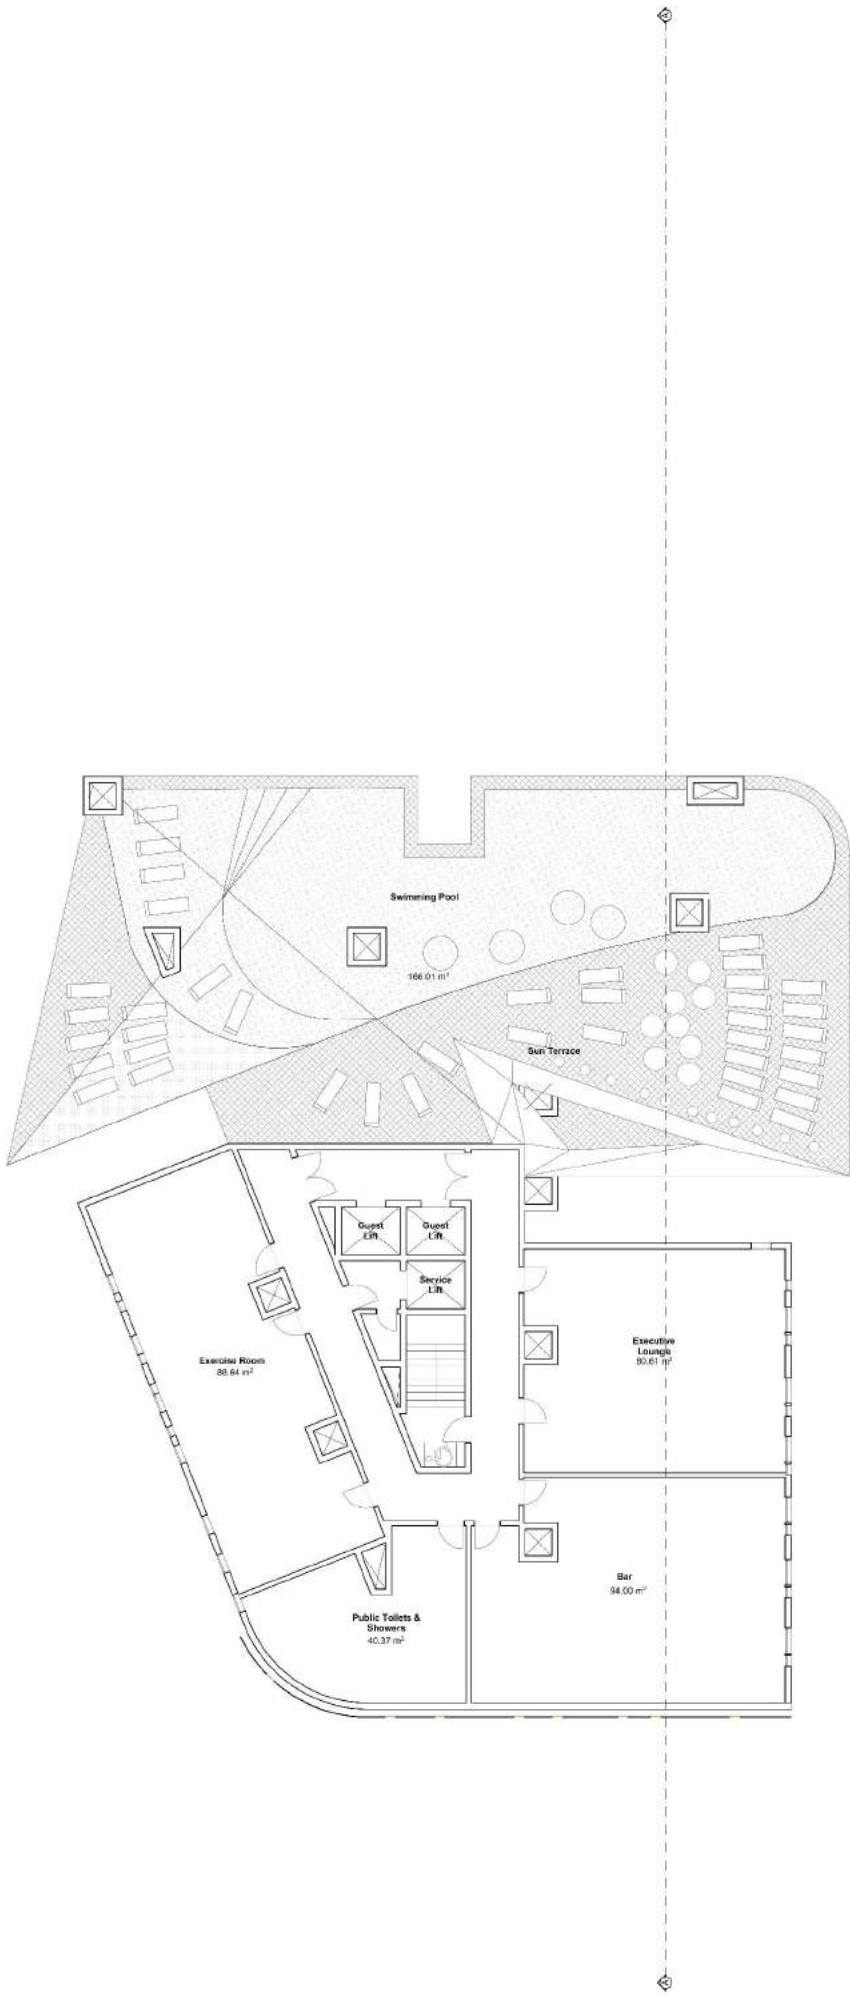 Swimming Pool
166.01 m²
Sun Terrace
Guest
Lift
Guest
Lift
Service
Lift
Exercise Room
88.64 m²
Executive
Lounge
80.61 m²
Bar
94.00 m²
Public Toilets &
Showers
40.37 m²